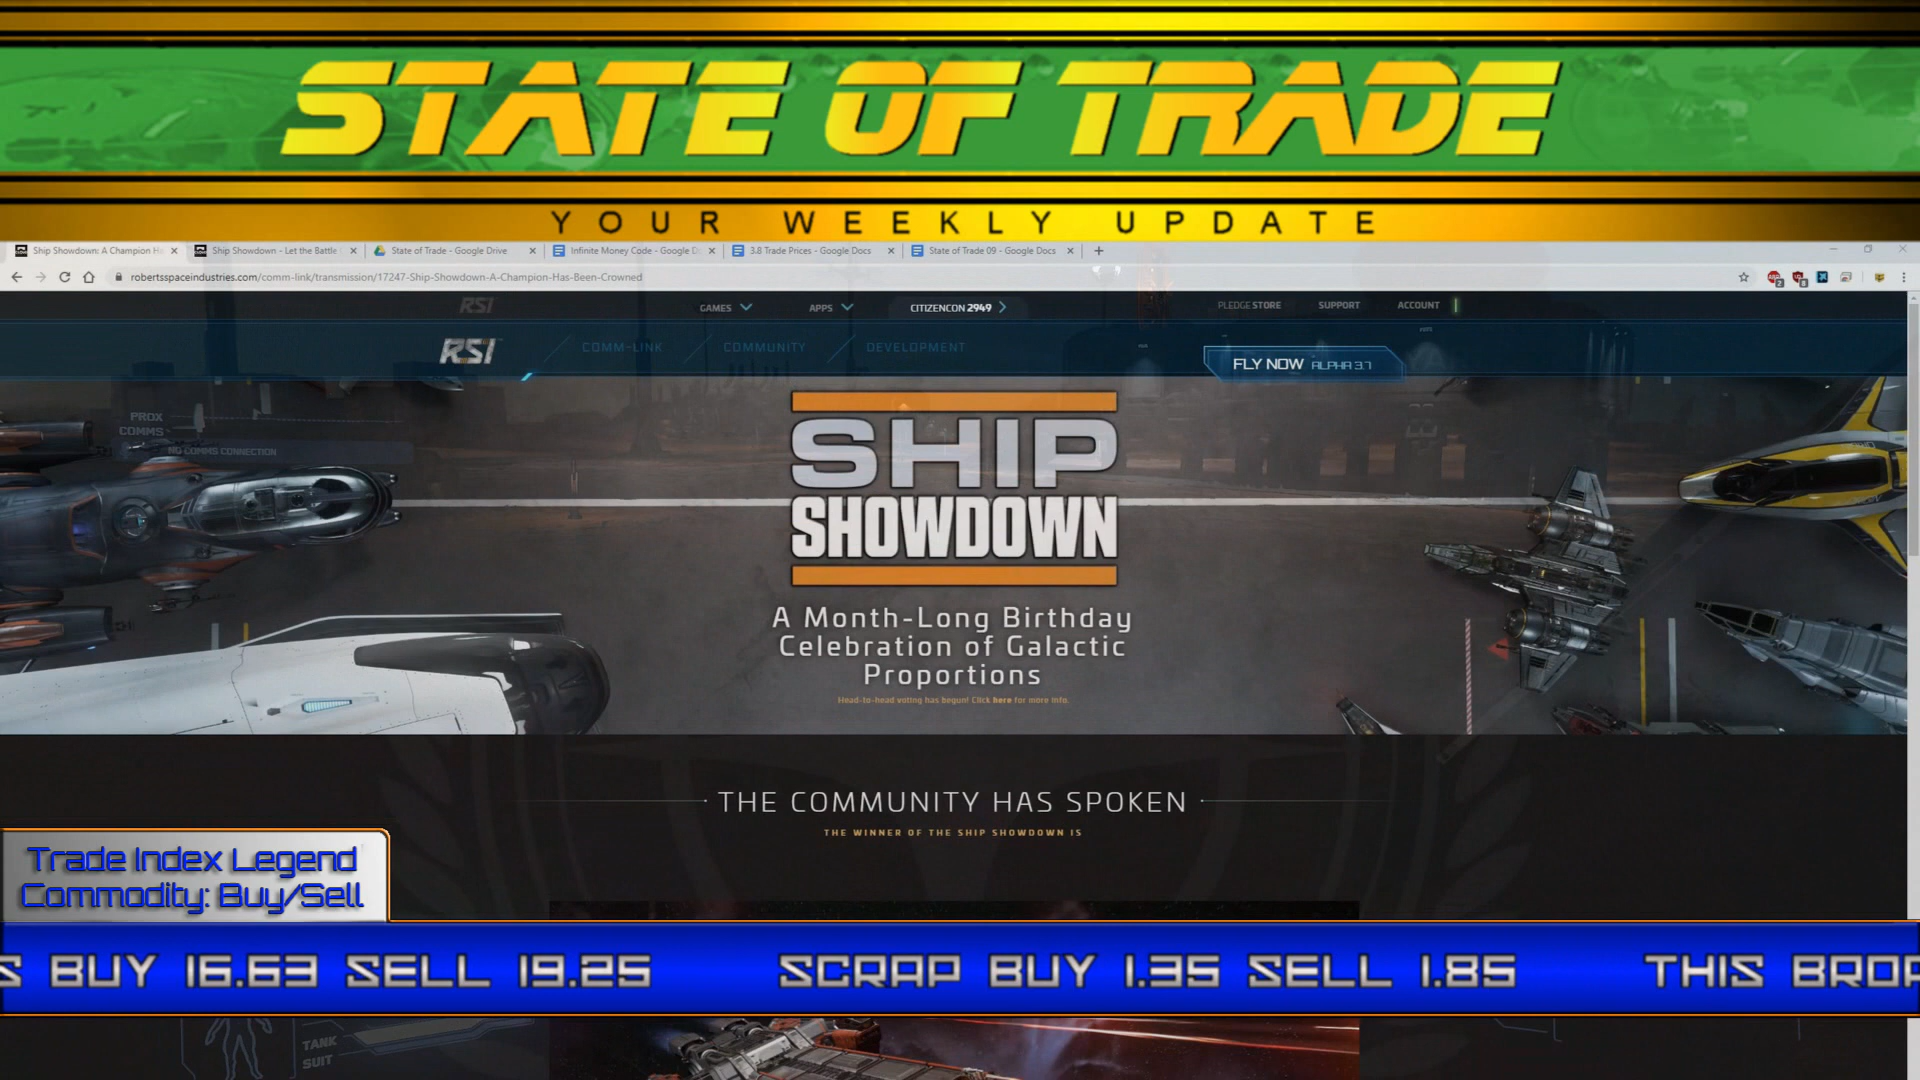 STATE OF TRADE
YOUR WEEKLY UPDATE
Ship Showdown: A Champion Ha
Ship Showdown - Let the Battle
State of Trade - Google Drive
Infinite Money Code - Google D
3.8 Trade Prices - Google Docs
State of Trade 09 - Google Docs
robertsspaceindustries.com/comm-link/transmission/17247-Ship-Showdown-A-Champion-Has-Been-Crowned
RSI
GAMES
APPS
CITIZENCON 2949
PLEDGE STORE
SUPPORT
ACCOUNT
RSI
COMM-LINK
COMMUNITY
DEVELOPMENT
FLY NOW ALPHA 3.7
PROX
COMMS
NO COMMS CONNECTION
SHIP
SHOWDOWN
A Month-Long Birthday
Celebration of Galactic
Proportions
Head-to-head voting has begun! Click here for more info.
THE COMMUNITY HAS SPOKEN
THE WINNER OF THE SHIP SHOWDOWN IS
Trade Index Legend
Commodity: Buy/Sell
S BUY 16.63 SELL 19.25 SCRAP BUY 1.35 SELL 1.85 THIS BROA
TANK
SUIT